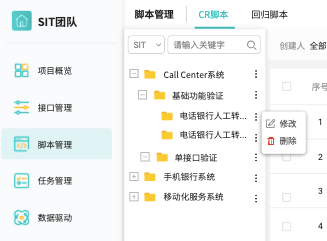 SIT团队
项目概览
接口管理
脚本管理
任务管理
数据驱动
脚本管理 CR脚本 回归脚本
SIT 请输入关键字
Call Center系统
基础功能验证
电话银行人工转...
电话银行人工转...
单接口验证
手机银行系统
移动化服务系统
创建人 全部
序号
1
2
3
4
修改
删除